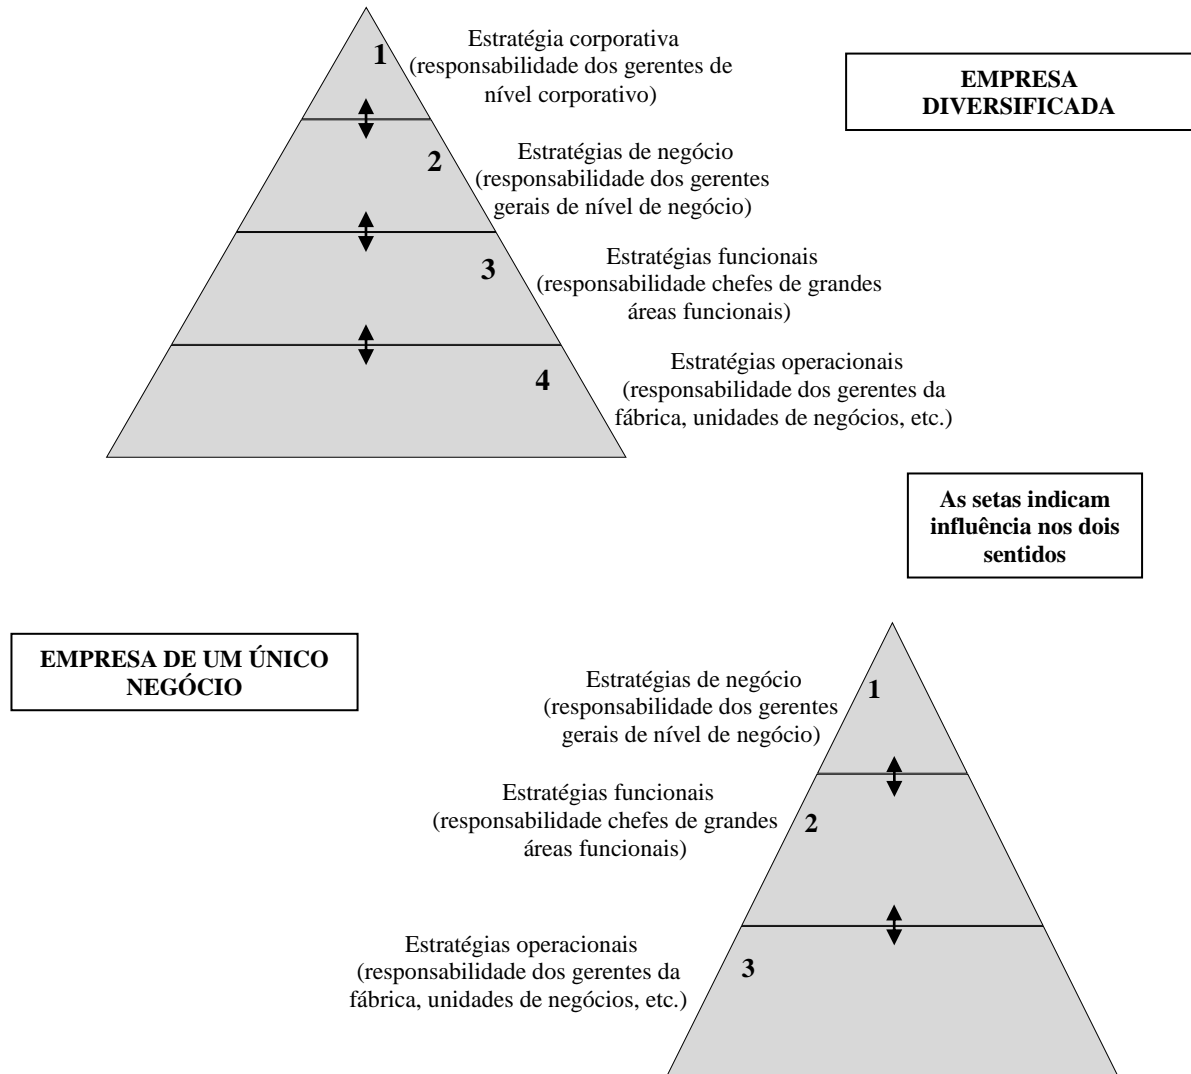 1
Estratégia corporativa
(responsabilidade dos gerentes de
nível corporativo)
EMPRESA
DIVERSIFICADA
2
Estratégias de negócio
(responsabilidade dos gerentes
gerais de nível de negócio)
3
Estratégias funcionais
(responsabilidade chefes de grandes
áreas funcionais)
4
Estratégias operacionais
(responsabilidade dos gerentes da
fábrica, unidades de negócios, etc.)
As setas indicam
influência nos dois
sentidos
EMPRESA DE UM ÚNICO
NEGÓCIO
Estratégias de negócio
(responsabilidade dos gerentes
gerais de nível de negócio)
1
Estratégias funcionais
(responsabilidade chefes de grandes
áreas funcionais)
2
Estratégias operacionais
(responsabilidade dos gerentes da
fábrica, unidades de negócios, etc.)
3